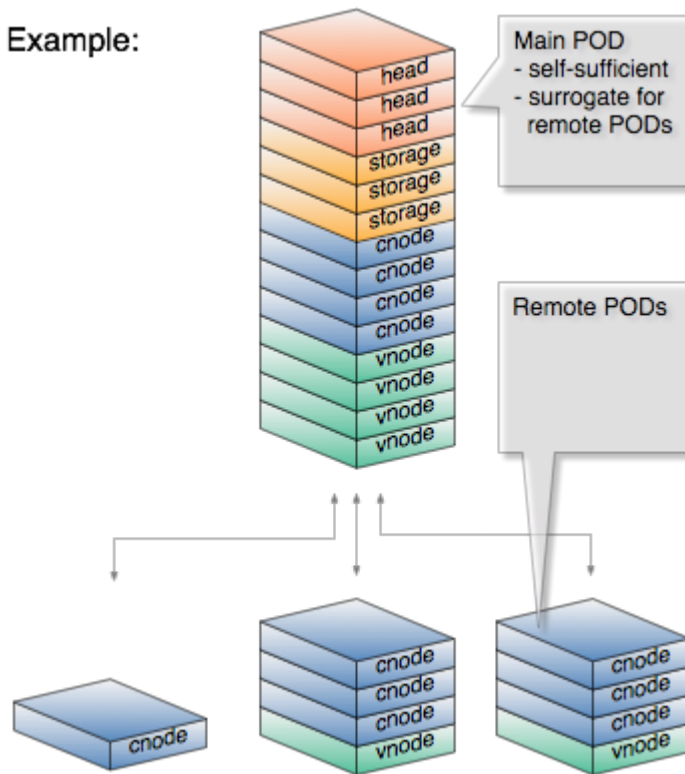 Example:
head
head
head
storage
storage
storage
cnode
cnode
cnode
cnode
vnode
vnode
vnode
vnode
Main POD
- self-sufficient
- surrogate for
remote PODs
Remote PODs
cnode
cnode
cnode
cnode
vnode
cnode
cnode
cnode
vnode